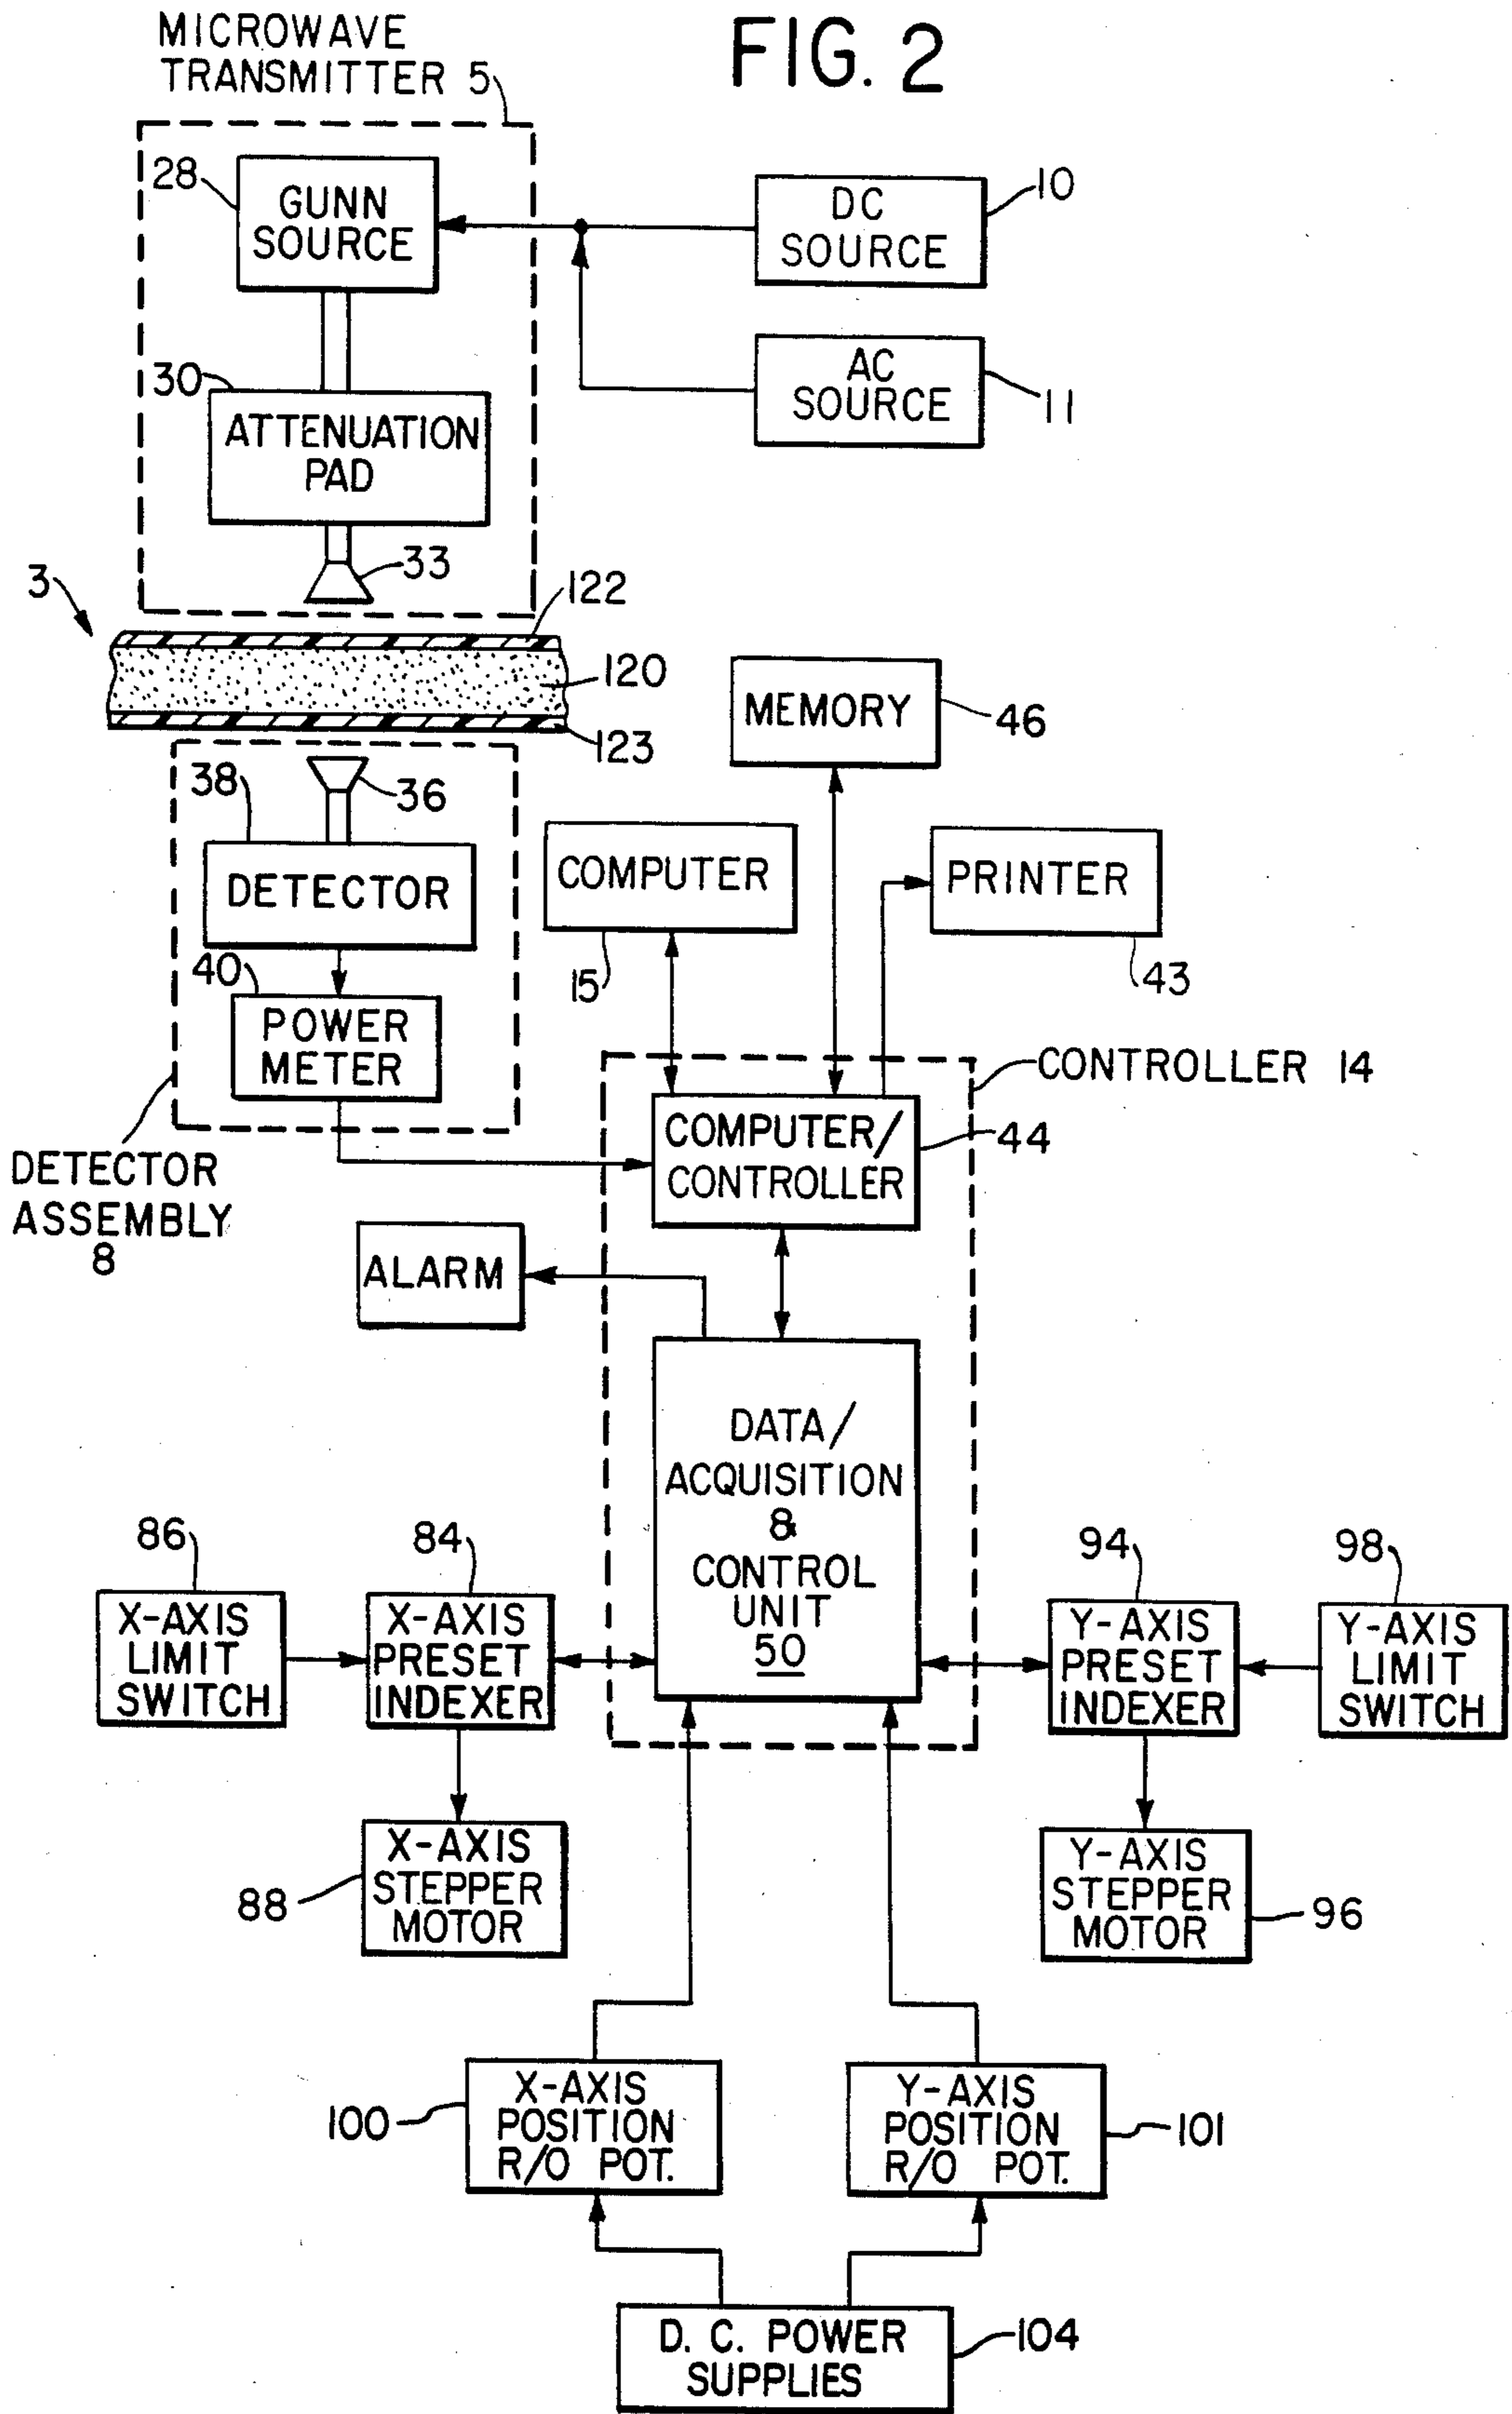 FIG. 2
MICROWAVE
TRANSMITTER 5
28
GUNN
SOURCE
DC
SOURCE
10
AC
SOURCE
11
30
ATTENUATION
PAD
33
3
122
120
123
MEMORY
46
36
38
DETECTOR
COMPUTER
15
PRINTER
43
40
POWER
METER
CONTROLLER 14
COMPUTER/
CONTROLLER
44
DETECTOR
ASSEMBLY
8
ALARM
DATA/
ACQUISITION
&
CONTROL
UNIT
50
86
X-AXIS
LIMIT
SWITCH
84
X-AXIS
PRESET
INDEXER
94
Y-AXIS
PRESET
INDEXER
98
Y-AXIS
LIMIT
SWITCH
X-AXIS
STEPPER
MOTOR
88
Y-AXIS
STEPPER
MOTOR
96
100
X-AXIS
POSITION
R/O POT.
Y-AXIS
POSITION
R/O POT.
101
D. C. POWER
SUPPLIES
104